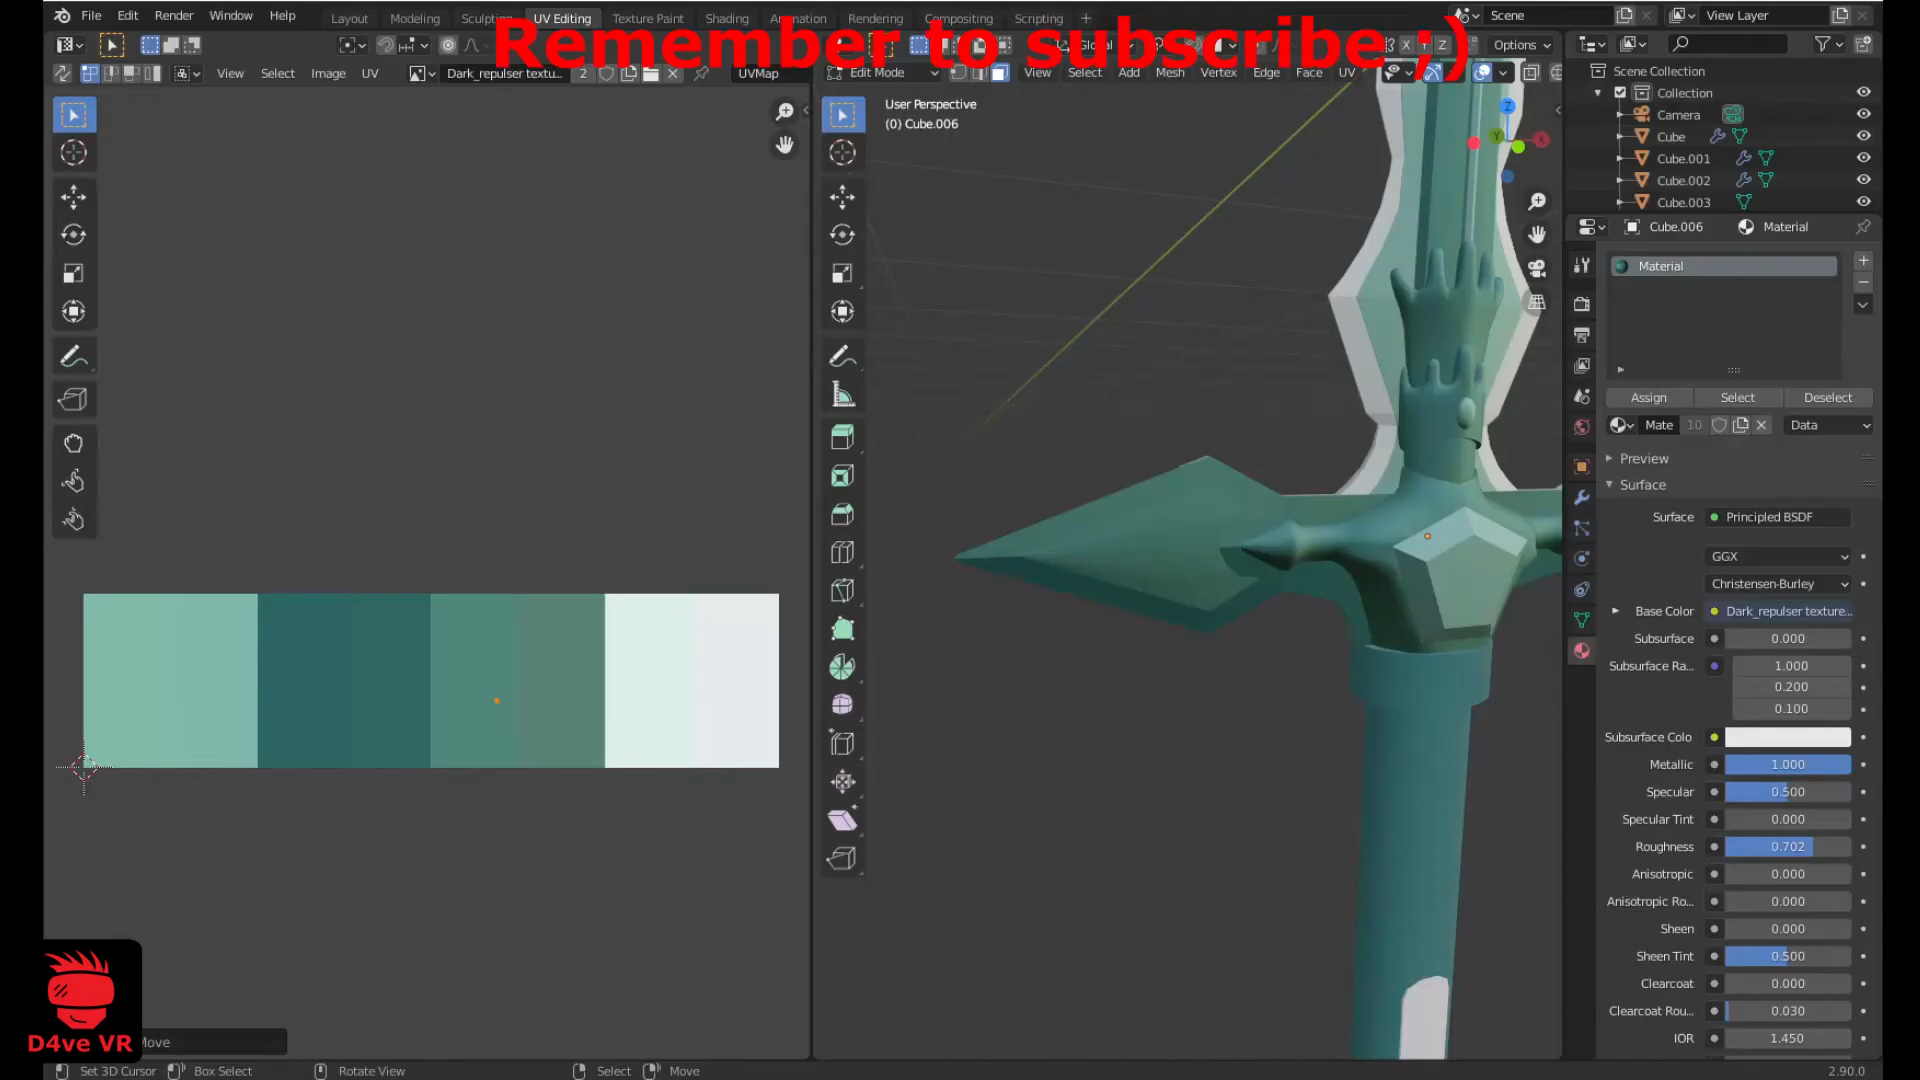 File Edit Render Window Help
Layout Modeling Sculpting UV Editing Texture Paint Shading Animation Rendering Compositing Scripting +
Scene View Layer
Remember to subscribe ;)
Global X Y Z Options
View Select Image UV Dark_repulser textu... 2 UVMap
Edit Mode View Select Add Mesh Vertex Edge Face UV
User Perspective
(0) Cube.006
Z
Y
X
Scene Collection
Collection
Camera
Cube
Cube.001
Cube.002
Cube.003
Cube.006 Material
Material
Assign Select Deselect
Mate 10 Data
Preview
Surface
Surface Principled BSDF
GGX
Christensen-Burley
Base Color Dark_repulser texture...
Subsurface 0.000
Subsurface Ra... 1.000
0.200
0.100
Subsurface Colo
Metallic 1.000
Specular 0.500
Specular Tint 0.000
Roughness 0.702
Anisotropic 0.000
Anisotropic Ro... 0.000
Sheen 0.000
Sheen Tint 0.500
Clearcoat 0.000
Clearcoat Rou... 0.030
IOR 1.450
D4ve VR
Move
Set 3D Cursor Box Select Rotate View Select Move 2.90.0